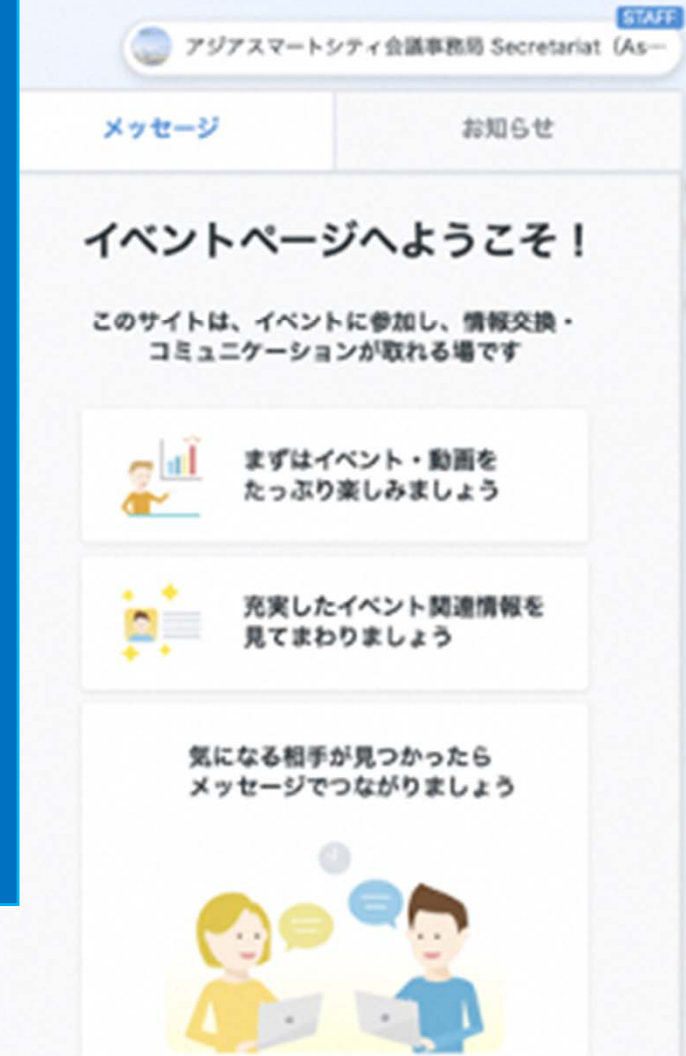 STAFF
アジアスマートシティ会議事務局 Secretariat（As…
メッセージ
お知らせ
イベントページへようこそ！
このサイトは、イベントに参加し、情報交換・
コミュニケーションが取れる場です
まずはイベント・動画を
たっぷり楽しみましょう
充実したイベント関連情報を
見てまわりましょう
気になる相手が見つかったら
メッセージでつながりましょう